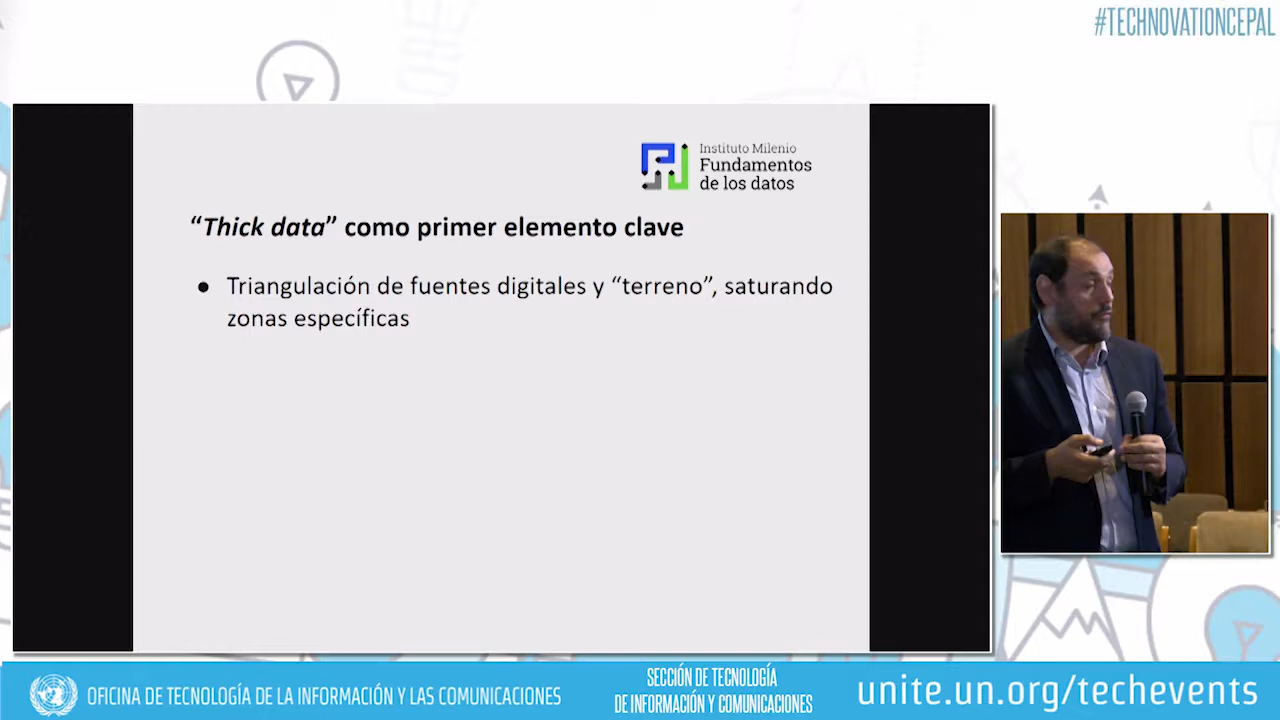 #TECHNOVATIONCEPAL
Instituto Milenio
Fundamentos
de los datos
“Thick data” como primer elemento clave
● Triangulación de fuentes digitales y “terreno”, saturando
zonas específicas
OFICINA DE TECNOLOGÍA DE LA INFORMACIÓN Y LAS COMUNICACIONES
SECCIÓN DE TECNOLOGÍA
DE INFORMACIÓN Y COMUNICACIONES
unite.un.org/techevents